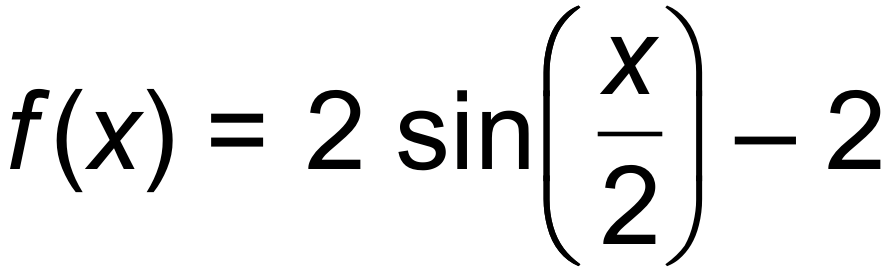 f(x) = 2 sin(x/2) – 2